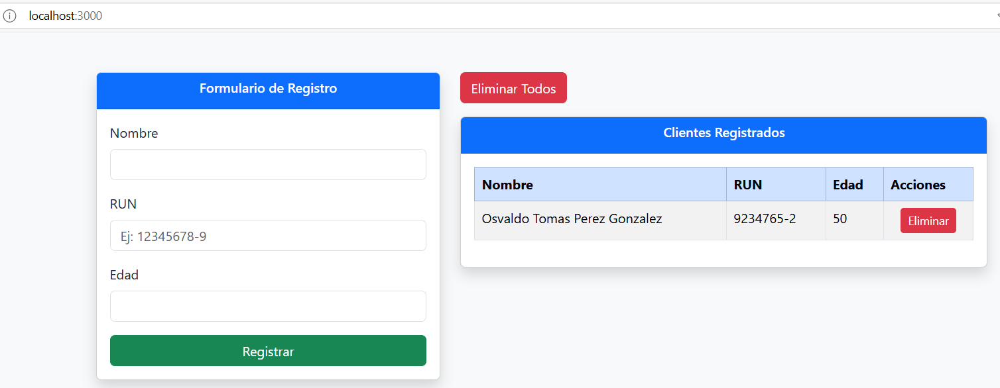 localhost:3000
Formulario de Registro
Nombre
RUN
Ej: 12345678-9
Edad
Registrar
Eliminar Todos
Clientes Registrados
Nombre RUN Edad Acciones
Osvaldo Tomas Perez Gonzalez 9234765-2 50 Eliminar